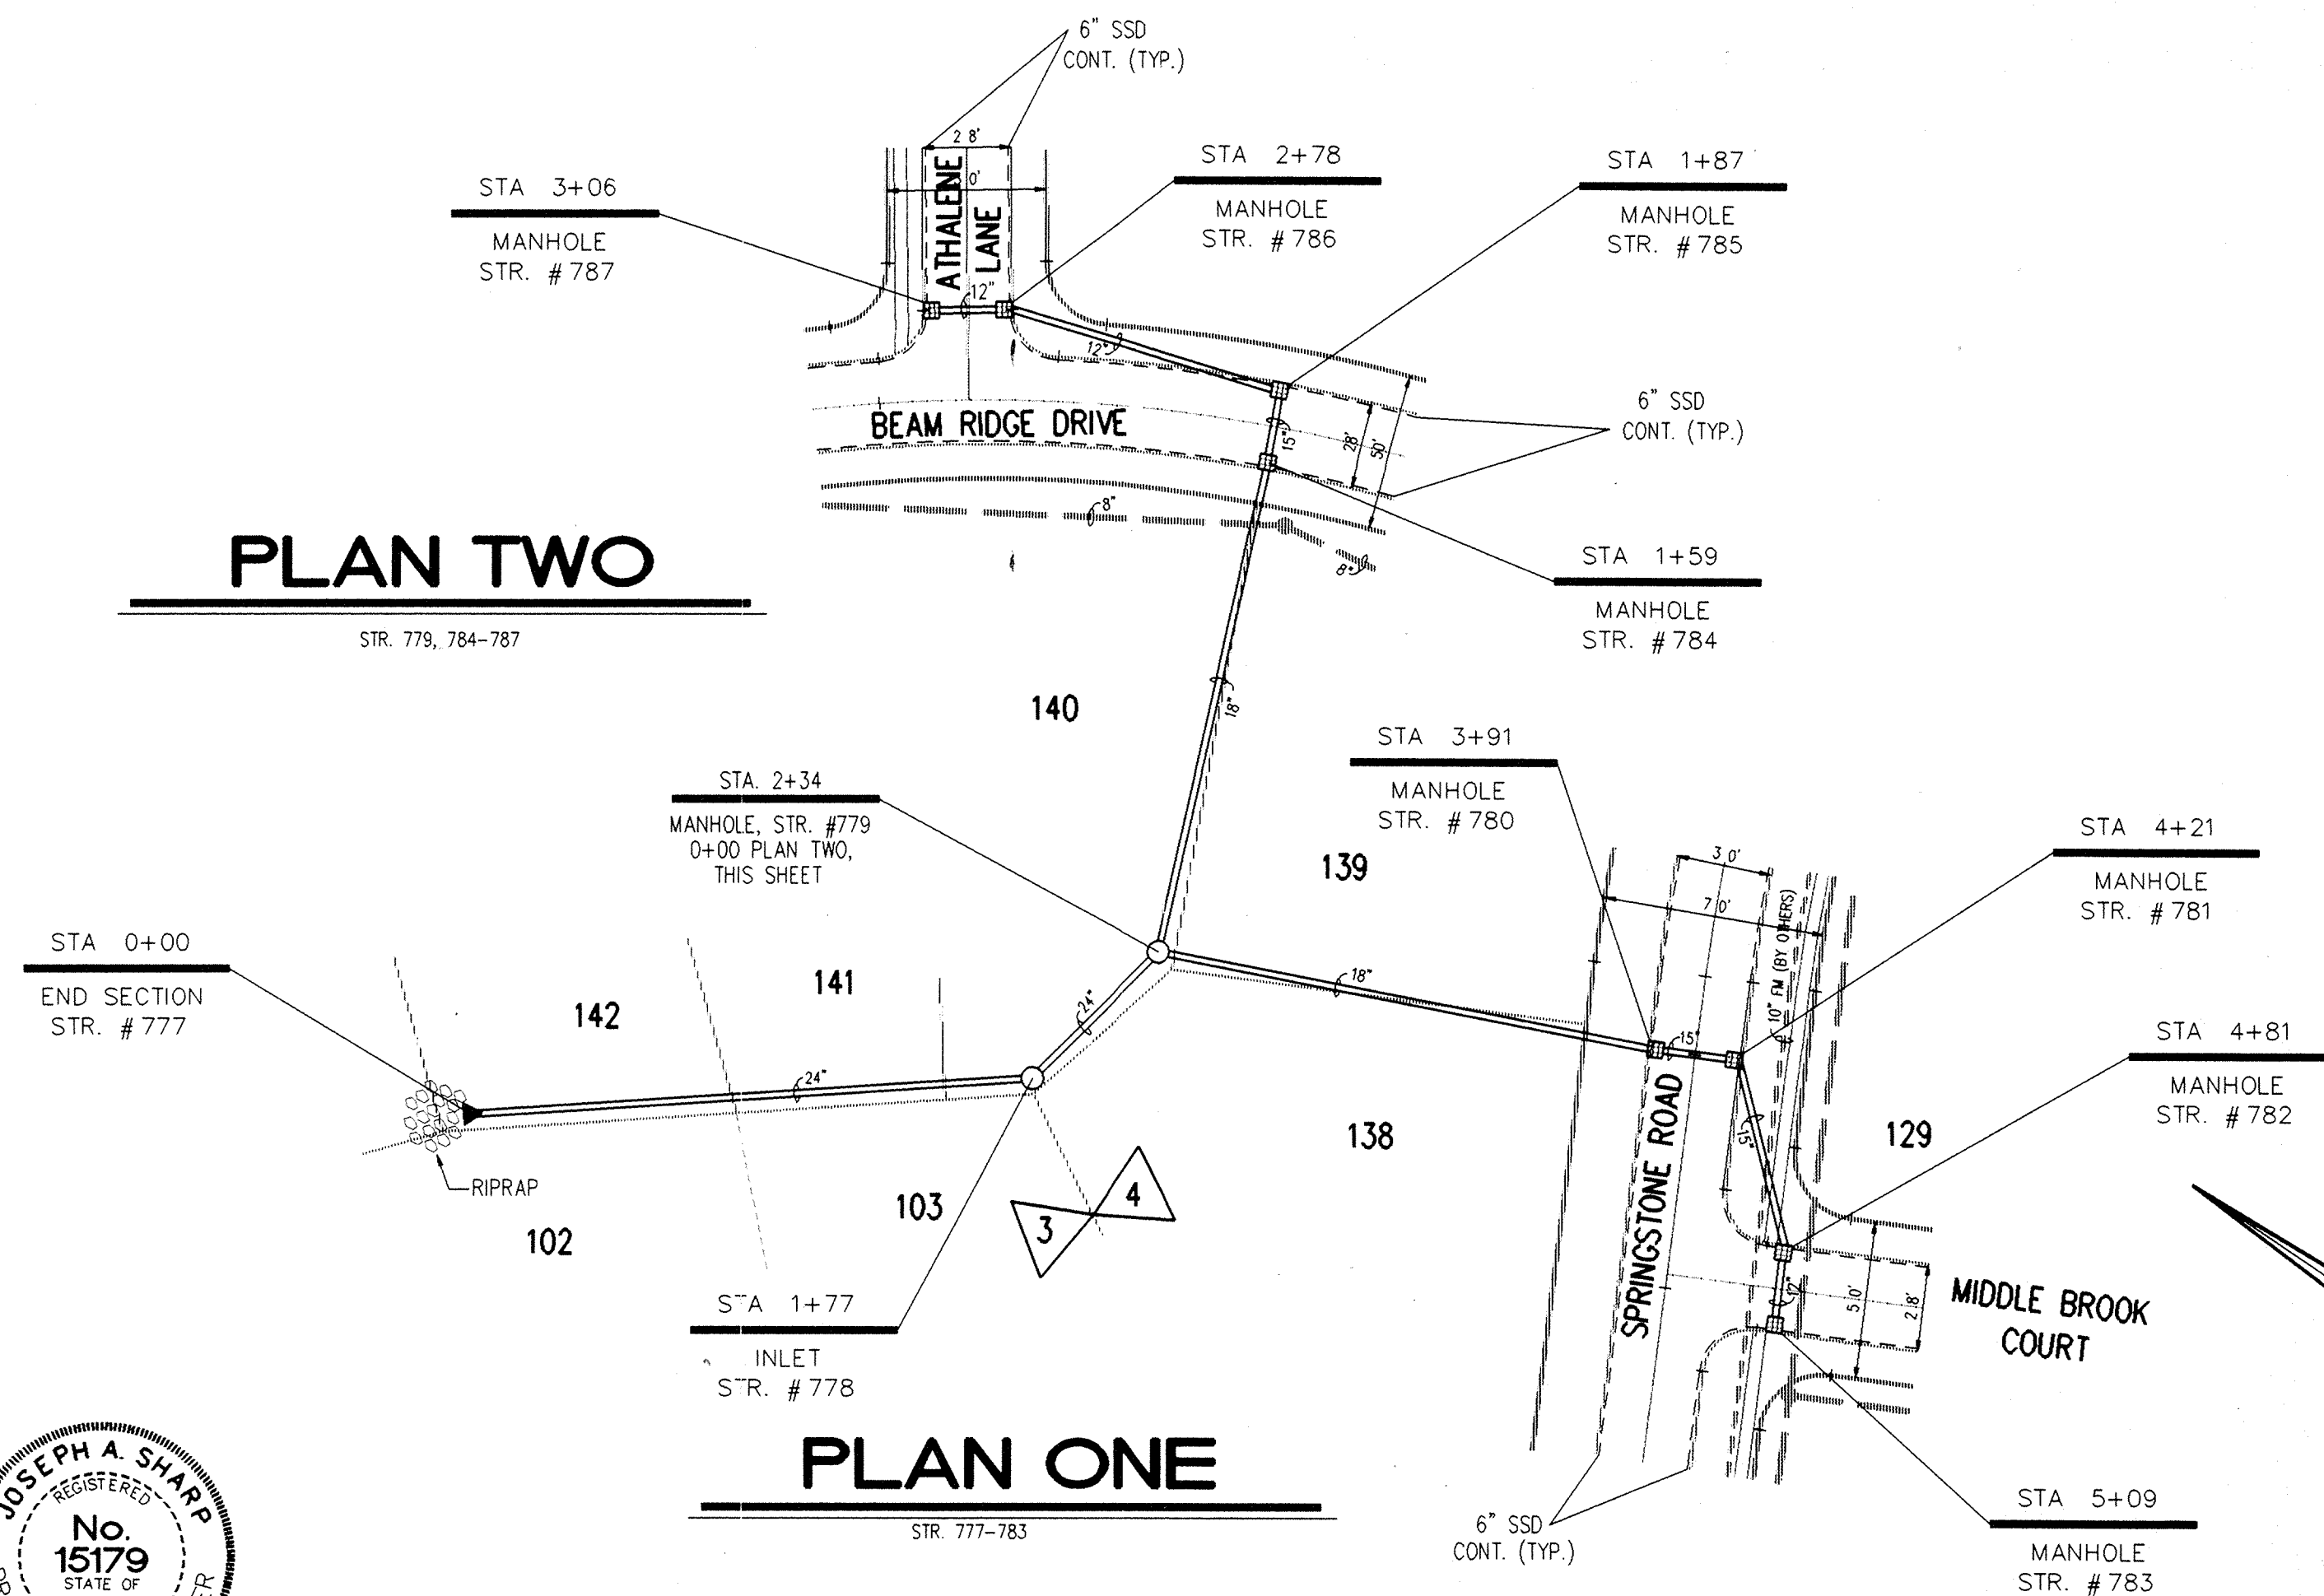 6" SSD
CONT. (TYP.)
28'
ATHALENE
LANE
STA 3+06
MANHOLE
STR. #787
STA 2+78
MANHOLE
STR. #786
STA 1+87
MANHOLE
STR. #785
12"
12"
BEAM RIDGE DRIVE
15"
28'
50'
6" SSD
CONT. (TYP.)
8"
8"
STA 1+59
MANHOLE
STR. #784
PLAN TWO
STR. 779, 784-787
18"
140
STA. 2+34
MANHOLE, STR. #779
0+00 PLAN TWO,
THIS SHEET
STA 3+91
MANHOLE
STR. #780
139
30'
70'
10" FM (BY OTHERS)
STA 4+21
MANHOLE
STR. #781
STA 0+00
END SECTION
STR. #777
142
141
24"
24"
18"
15"
15"
STA 4+81
MANHOLE
STR. #782
RIPRAP
102
103
3
4
138
SPRINGSTONE ROAD
129
12"
50'
28'
MIDDLE BROOK
COURT
STA 1+77
INLET
STR. #778
PLAN ONE
STR. 777-783
6" SSD
CONT. (TYP.)
STA 5+09
MANHOLE
STR. #783
JOSEPH A. SHARP
REGISTERED
No.
15179
STATE OF